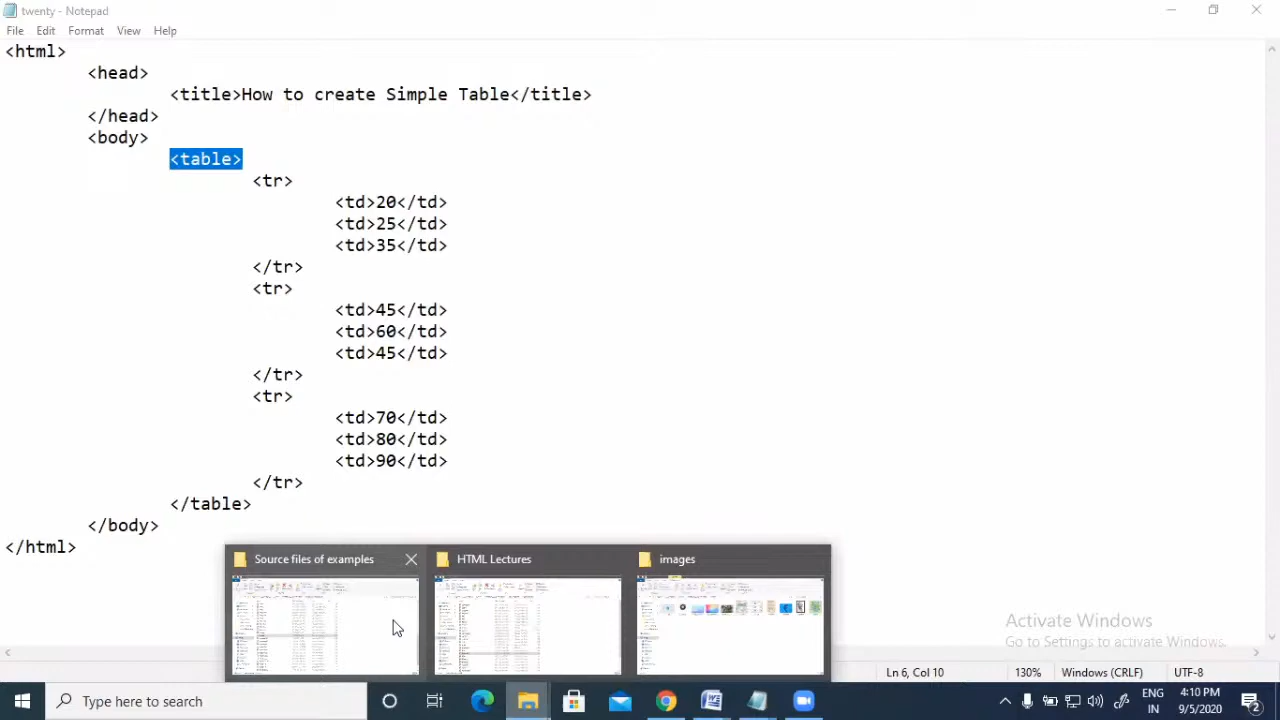 twenty - Notepad
File Edit Format View Help
<html>
<head>
<title>How to create Simple Table</title>
</head>
<body>
<table>
<tr>
<td>20</td>
<td>25</td>
<td>35</td>
</tr>
<tr>
<td>45</td>
<td>60</td>
<td>45</td>
</tr>
<tr>
<td>70</td>
<td>80</td>
<td>90</td>
</tr>
</table>
</body>
</html>
Source files of examples HTML Lectures images
Activate Windows
Settings to activate Windows.
Ln 6, Col 10 130% Windows (CRLF) UTF-8
Type here to search
ENG 4:10 PM
IN 9/5/2020 2